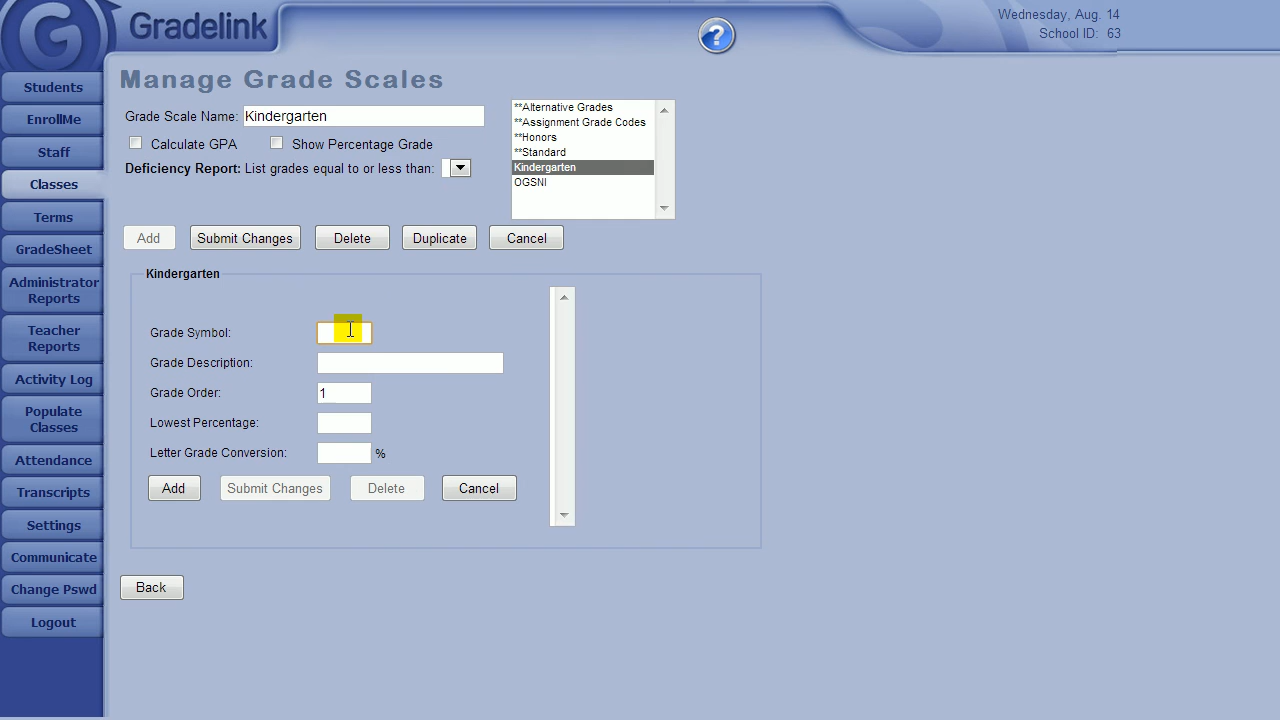 Gradelink
Wednesday, Aug. 14
School ID: 63
Students
EnrollMe
Staff
Classes
Terms
GradeSheet
Administrator
Reports
Teacher
Reports
Activity Log
Populate
Classes
Attendance
Transcripts
Settings
Communicate
Change Pswd
Logout
Manage Grade Scales
Grade Scale Name: Kindergarten
Calculate GPA Show Percentage Grade
Deficiency Report: List grades equal to or less than:
**Alternative Grades
**Assignment Grade Codes
**Honors
**Standard
Kindergarten
OGSNI
Add Submit Changes Delete Duplicate Cancel
Kindergarten
Grade Symbol:
Grade Description:
Grade Order: 1
Lowest Percentage:
Letter Grade Conversion: %
Add Submit Changes Delete Cancel
Back